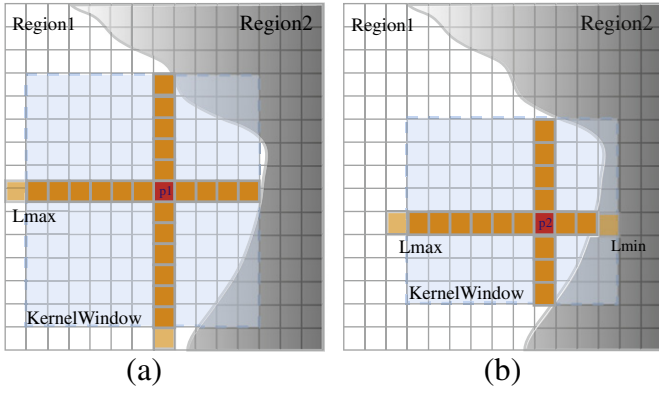 Region1
Region2
p1
Lmax
KernelWindow
(a)
Region1
Region2
p2
Lmax
Lmin
KernelWindow
(b)